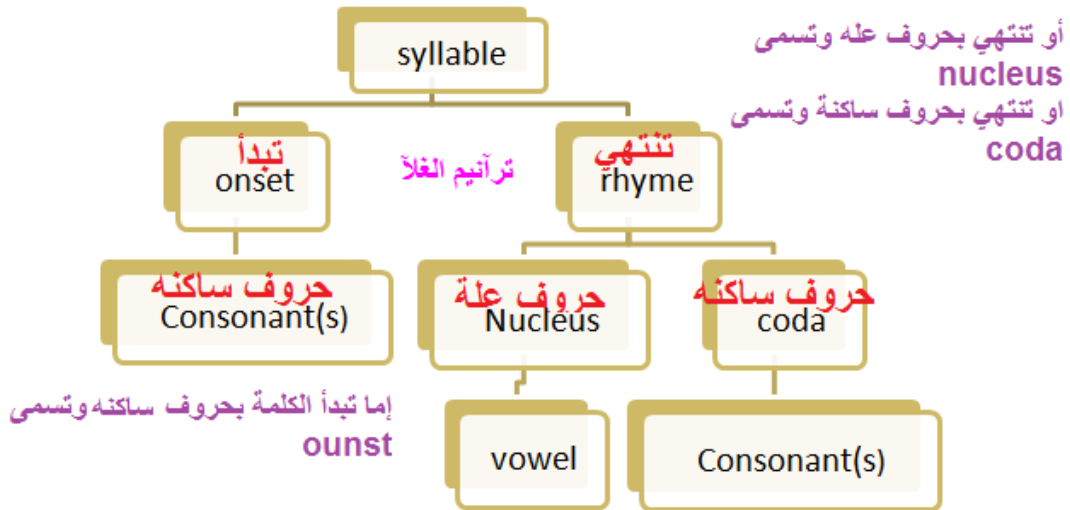 syllable
أو تنتهي بحروف عله وتسمى
nucleus
او تنتهي بحروف ساكنة وتسمى
coda
تبدأ
onset
ترآنيم الغلآ
تنتهي
rhyme
حروف ساكنه
Consonant(s)
حروف علة
Nucleus
حروف ساكنه
coda
إما تبدأ الكلمة بحروف ساكنه وتسمى
ounst
vowel
Consonant(s)